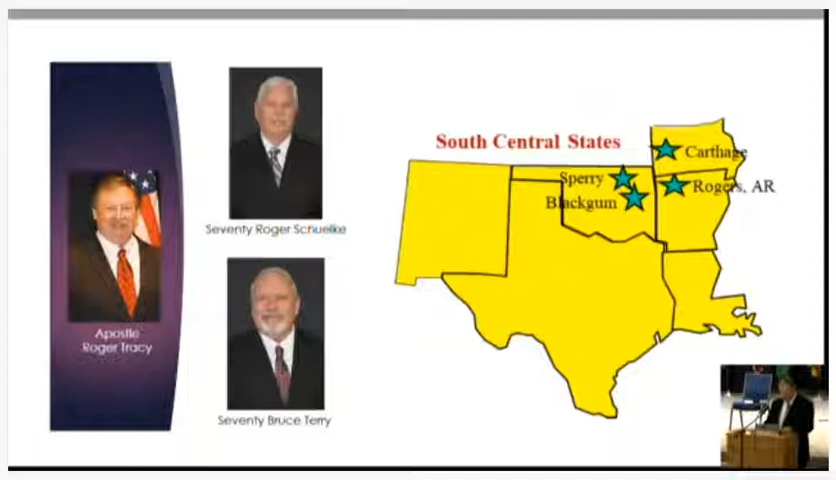 Apostle
Roger Tracy
Seventy Roger Schuelke
Seventy Bruce Terry
South Central States
Carthage
Sperry
Rogers, AR
Blackgum